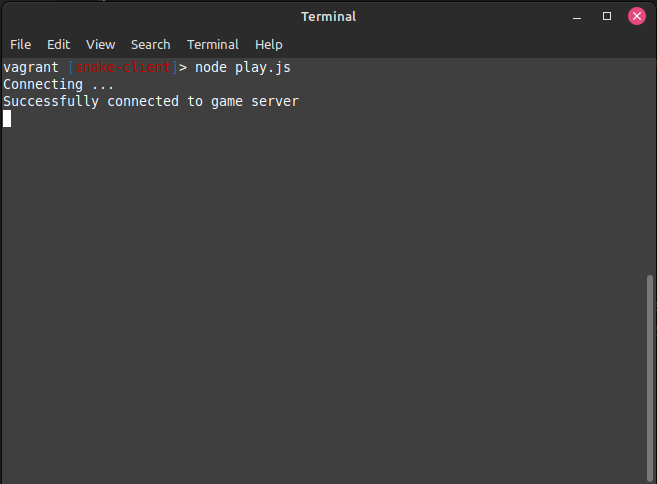 Terminal
File Edit View Search Terminal Help
vagrant [snake-client]> node play.js
Connecting ...
Successfully connected to game server